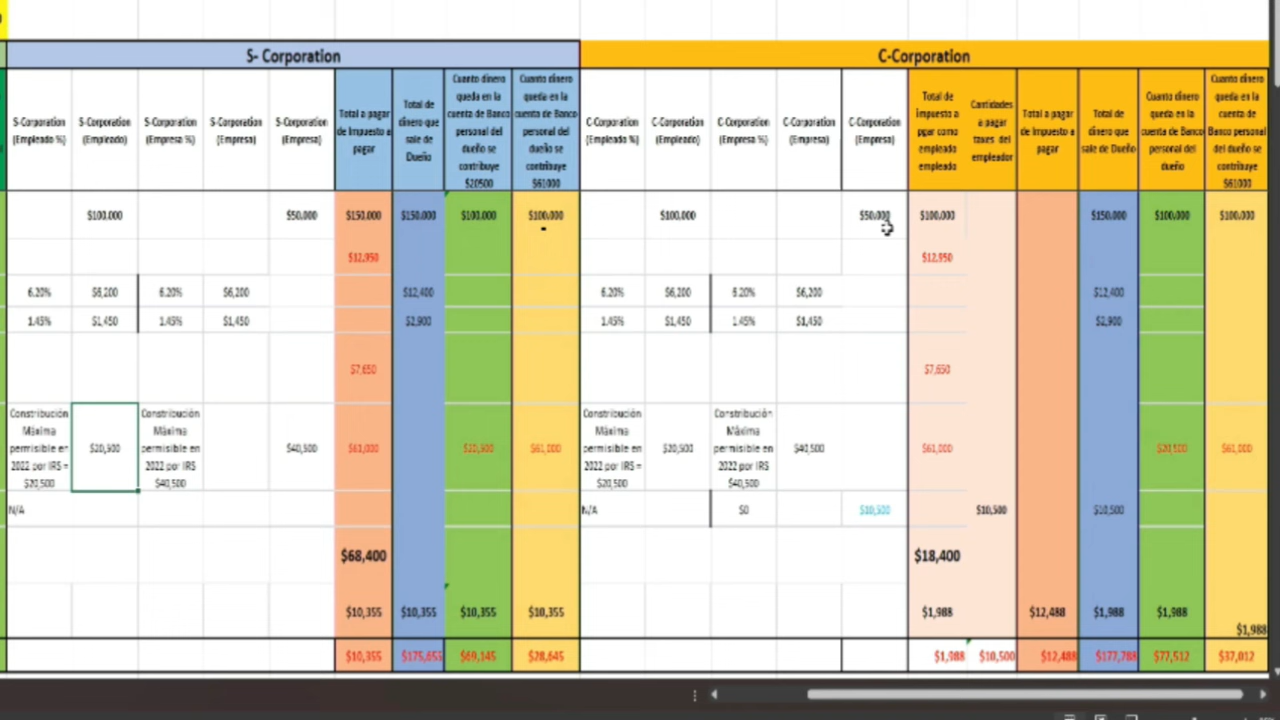 S- Corporation C-Corporation
S-Corporation (Empleado %)
S-Corporation (Empleado)
S-Corporation (Empresa %)
S-Corporation (Empresa)
S-Corporation (Empresa)
Total a pagar de Impuesto a pagar
Total de dinero que sale de Dueño
Cuanto dinero queda en la cuenta de Banco personal del dueño se contribuye $20500
Cuanto dinero queda en la cuenta de Banco personal del dueño se contribuye $61000
C-Corporation (Empleado %)
C-Corporation (Empleado)
C-Corporation (Empresa %)
C-Corporation (Empresa)
C-Corporation (Empresa)
Total de impuesto a pgar como empleado empleado
Cantidades a pagar taxes del empleador
Total a pagar de Impuesto a pagar
Total de dinero que sale de Dueño
Cuanto dinero queda en la cuenta de Banco personal del dueño
Cuanto dinero queda en la cuenta de Banco personal del dueño se contribuye $61000
$100,000 $50,000 $150,000 $150,000 $100,000 $100,000 $100,000 $50,000 $100,000 $150,000 $100,000 $100,000
$12,950 $12,950
6.20% $6,200 6.20% $6,200 $12,400 6.20% $6,200 6.20% $6,200 $12,400
1.45% $1,450 1.45% $1,450 $2,900 1.45% $1,450 1.45% $1,450 $2,900
$7,650 $7,650
Constribución Máxima permisible en 2022 por IRS = $20,500
$20,500
Constribución Máxima permisible en 2022 por IRS $40,500
$40,500 $61,000 $20,500 $61,000
Constribución Máxima permisible en 2022 por IRS = $20,500
$20,500
Constribución Máxima permisible en 2022 por IRS $40,500
$40,500 $61,000 $20,500 $61,000
N/A N/A $0 $10,500 $10,500 $10,500
$68,400 $18,400
$10,355 $10,355 $10,355 $10,355 $1,988 $12,488 $1,988 $1,988 $1,988
$10,355 $175,655 $69,145 $28,645 $1,988 $10,500 $12,488 $177,788 $77,512 $37,012